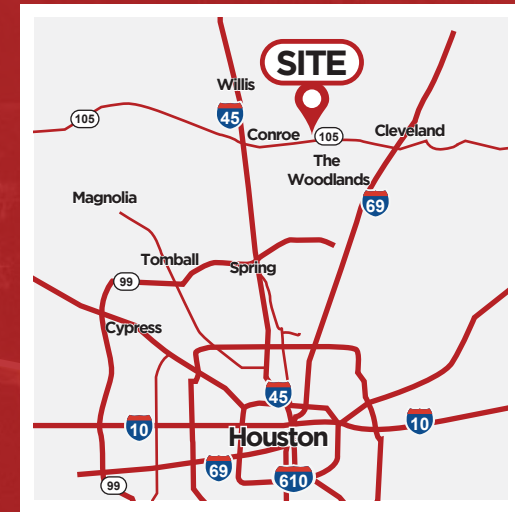 SITE
Willis
45
105
Conroe
105
Cleveland
The
Woodlands
69
Magnolia
Tomball
Spring
99
Cypress
45
10
Houston
10
69
610
99